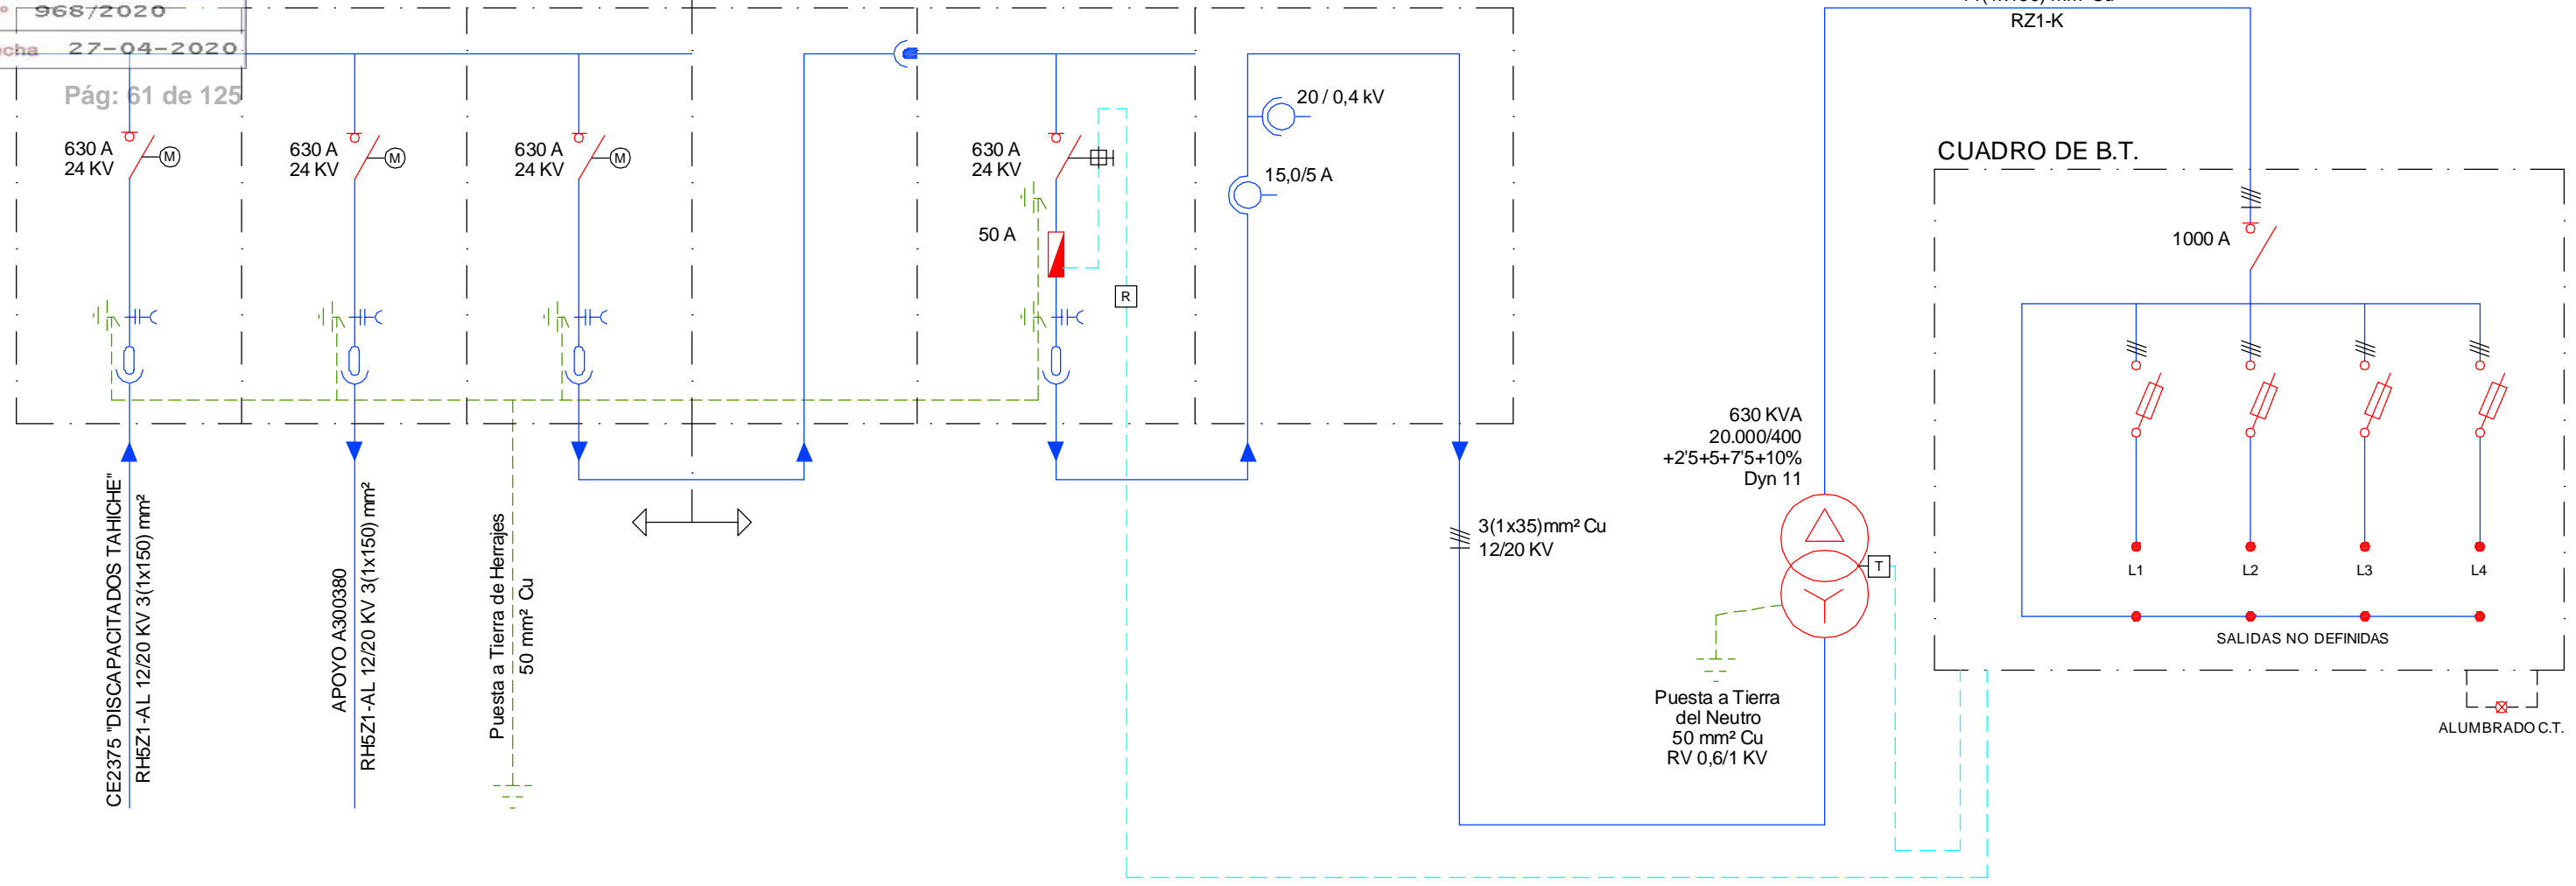 968/2020
27-04-2020
Pág: 61 de 125
630 A
24 KV
M
630 A
24 KV
M
630 A
24 KV
M
630 A
24 KV
50 A
R
20 / 0,4 kV
15,0/5 A
RZ1-K
CUADRO DE B.T.
1000 A
L1
L2
L3
L4
SALIDAS NO DEFINIDAS
ALUMBRADO C.T.
630 KVA
20.000/400
+2'5+5+7'5+10%
Dyn 11
T
3(1x35)mm² Cu
12/20 KV
Puesta a Tierra
del Neutro
50 mm² Cu
RV 0,6/1 KV
CE2375 "DISCAPACITADOS TAHICHE"
RH5Z1-AL 12/20 KV 3(1x150) mm²
APOYO A300380
RH5Z1-AL 12/20 KV 3(1x150) mm²
Puesta a Tierra de Herrajes
50 mm² Cu